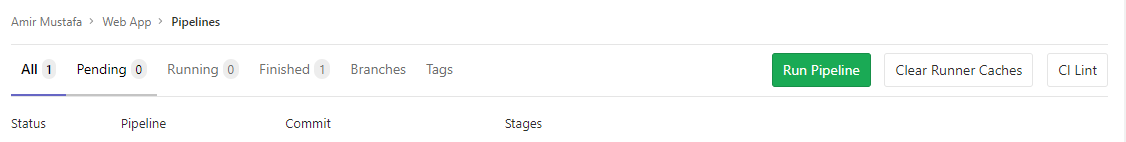 Amir Mustafa > Web App > Pipelines
All 1 Pending 0 Running 0 Finished 1 Branches Tags Run Pipeline Clear Runner Caches CI Lint
Status Pipeline Commit Stages